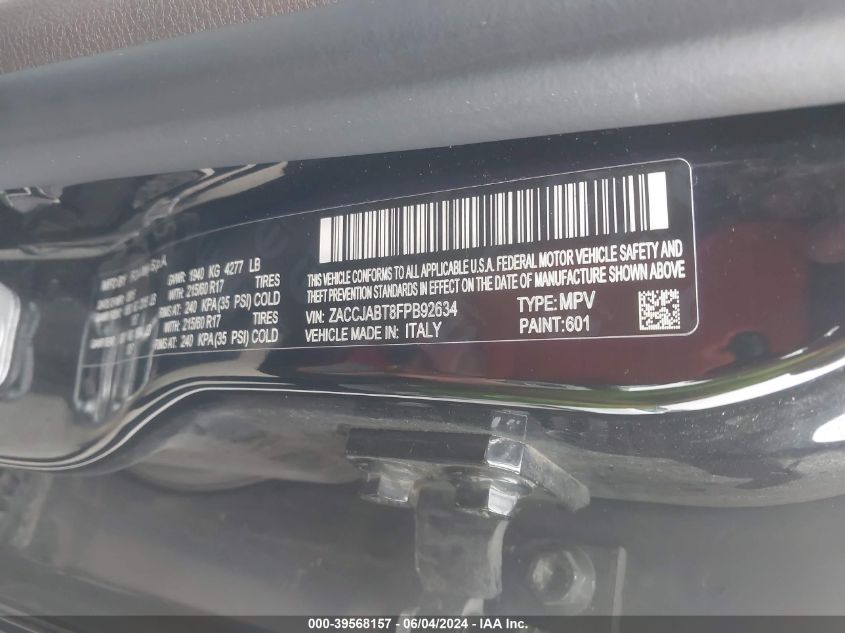 GVWR: 1940 KG 4277 LB
WITH: 215/60 R17 TIRES
RIMS AT: 240 KPA(35 PSI) COLD
WITH: 215/60 R17 TIRES
RIMS AT: 240 KPA(35 PSI) COLD
THIS VEHICLE CONFORMS TO ALL APPLICABLE U.S.A. FEDERAL MOTOR VEHICLE SAFETY AND
THEFT PREVENTION STANDARDS IN EFFECT ON THE DATE OF MANUFACTURE SHOWN ABOVE
VIN: ZACCJABT8FPB92634 TYPE: MPV
VEHICLE MADE IN: ITALY PAINT:601
000-39568157 - 06/04/2024 - IAA Inc.